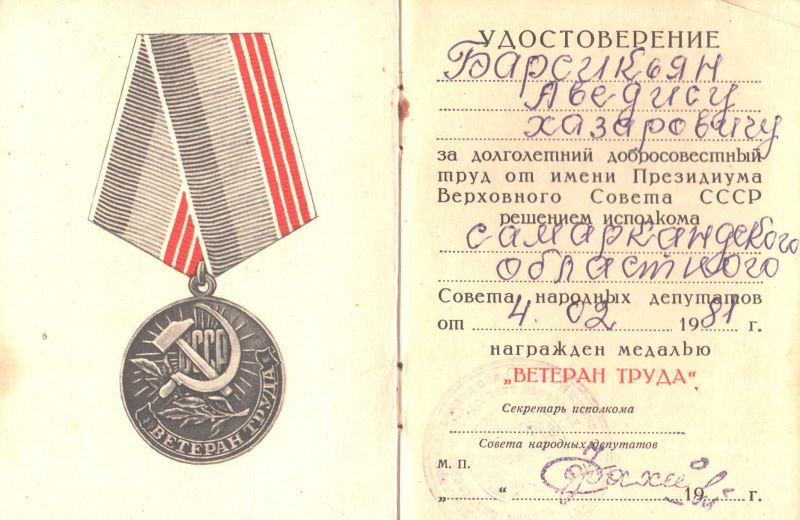 СССР
ВЕТЕРАН ТРУДА
УДОСТОВЕРЕНИЕ
Барсикьян
Аведису
Хазаровичу
за долголетний добросовестный
труд от имени Президиума
Верховного Совета СССР
решением исполкома
Самаркандского
областного
Совета народных депутатов
от 4. 02 1981 г.
награжден медалью
„ВЕТЕРАН ТРУДА“
Секретарь исполкома
Совета народных депутатов
М. П.
„ “ 19 г.